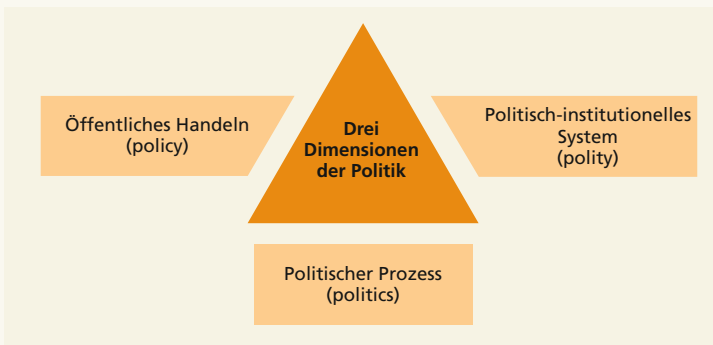 Öffentliches Handeln
(policy)
Drei
Dimensionen
der Politik
Politisch-institutionelles
System
(polity)
Politischer Prozess
(politics)